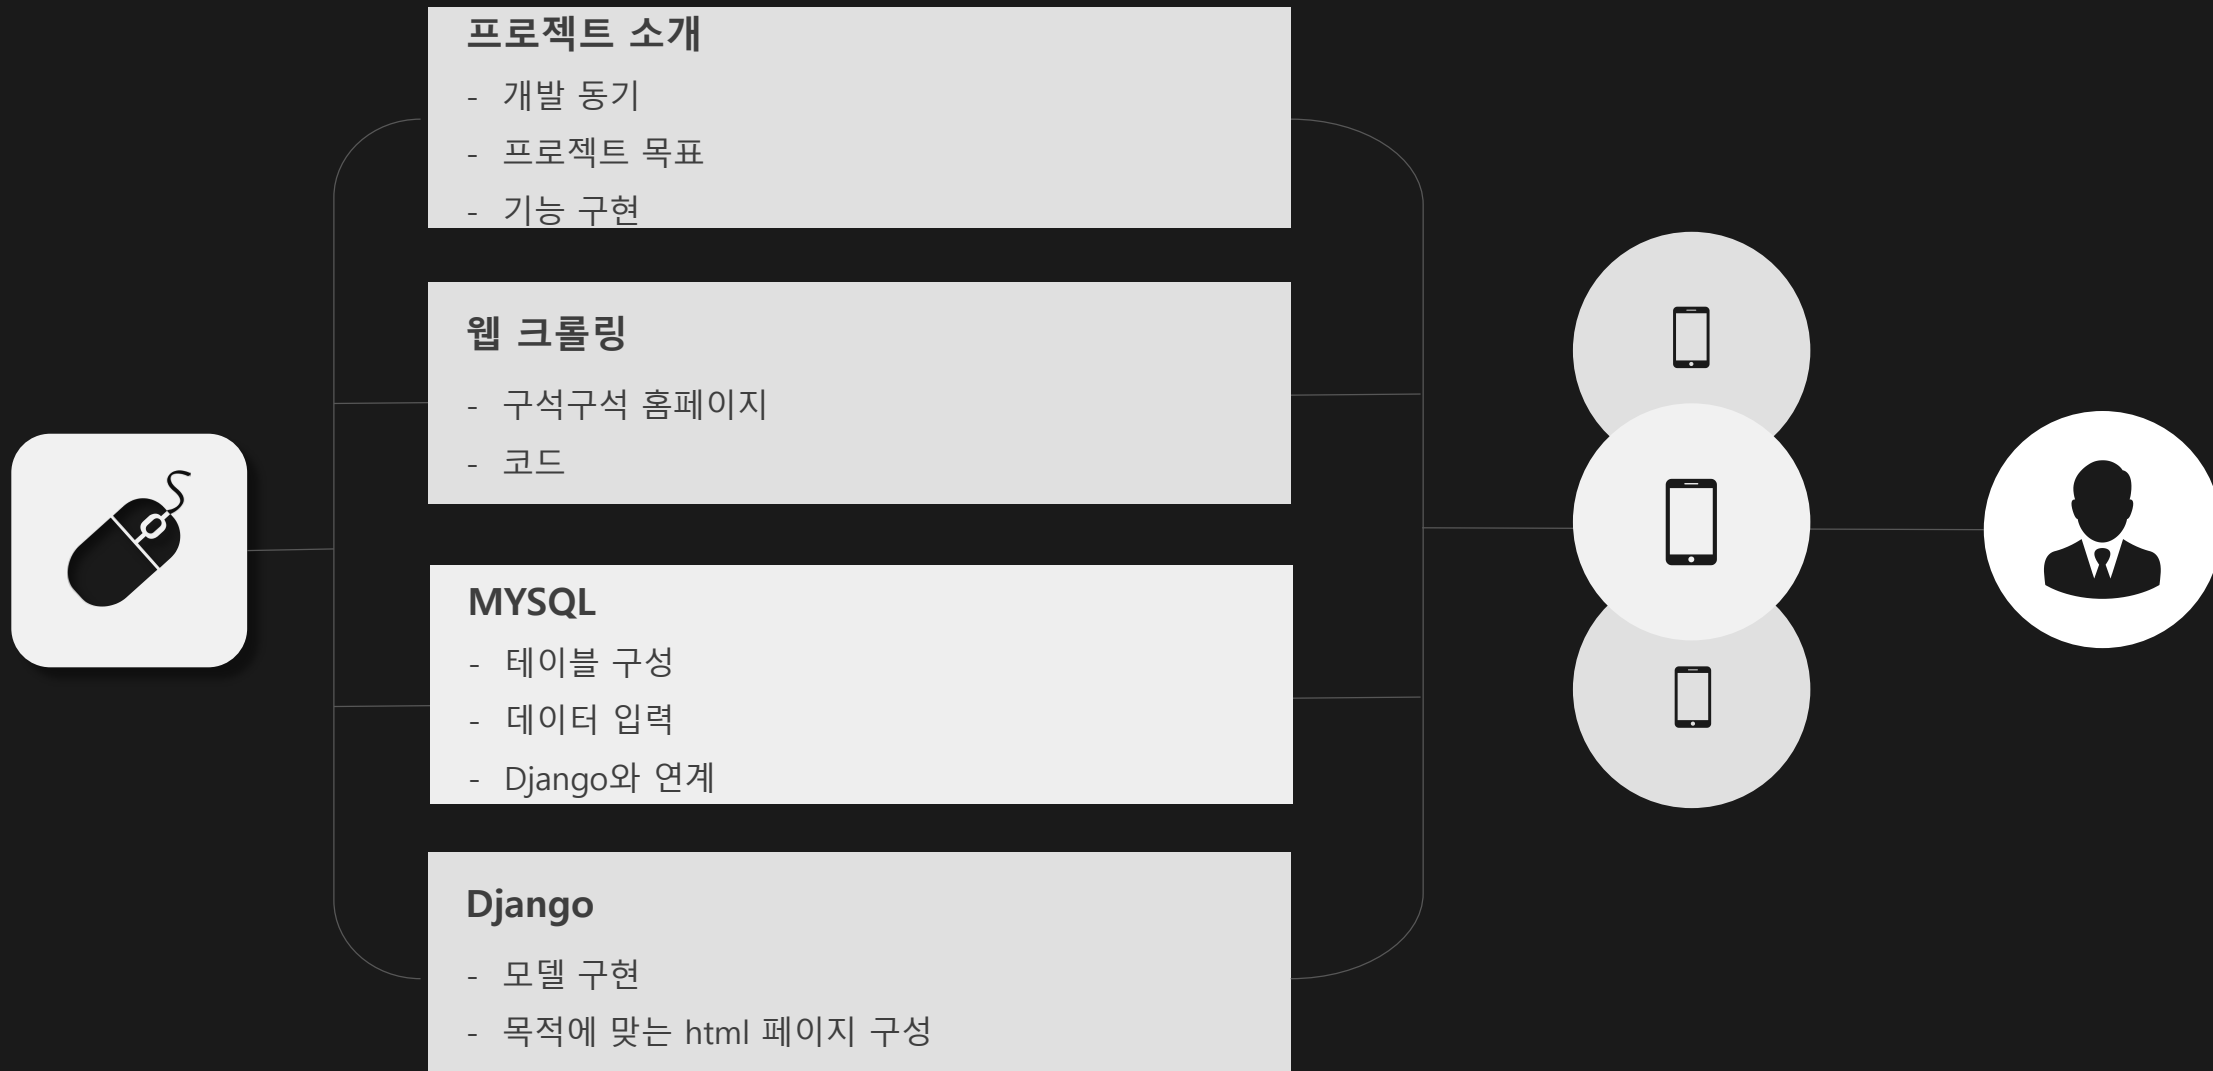 프로젝트 소개
- 개발 동기
- 프로젝트 목표
- 기능 구현
웹 크롤링
- 구석구석 홈페이지
- 코드
MYSQL
- 테이블 구성
- 데이터 입력
- Django와 연계
Django
- 모델 구현
- 목적에 맞는 html 페이지 구성